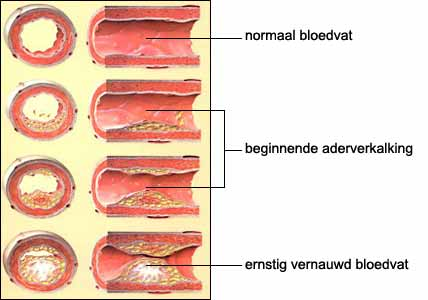 normaal bloedvat
beginnende aderverkalking
ernstig vernauwd bloedvat